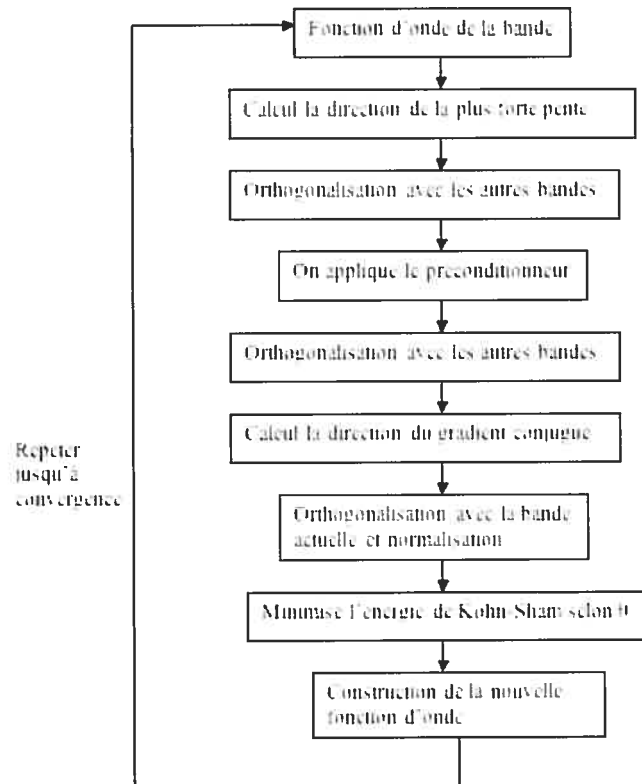 Fonction d'onde de la bande
Calcul la direction de la plus forte pente
Orthogonalisation avec les autres bandes
On applique le preconditionneur
Orthogonalisation avec les autres bandes
Calcul la direction du gradient conjugue
Repeter
jusqu'à
convergence
Orthogonalisation avec la bande
actuelle et normalisation
Minimise l'energie de Kohn-Sham selon θ
Construction de la nouvelle
fonction d'onde